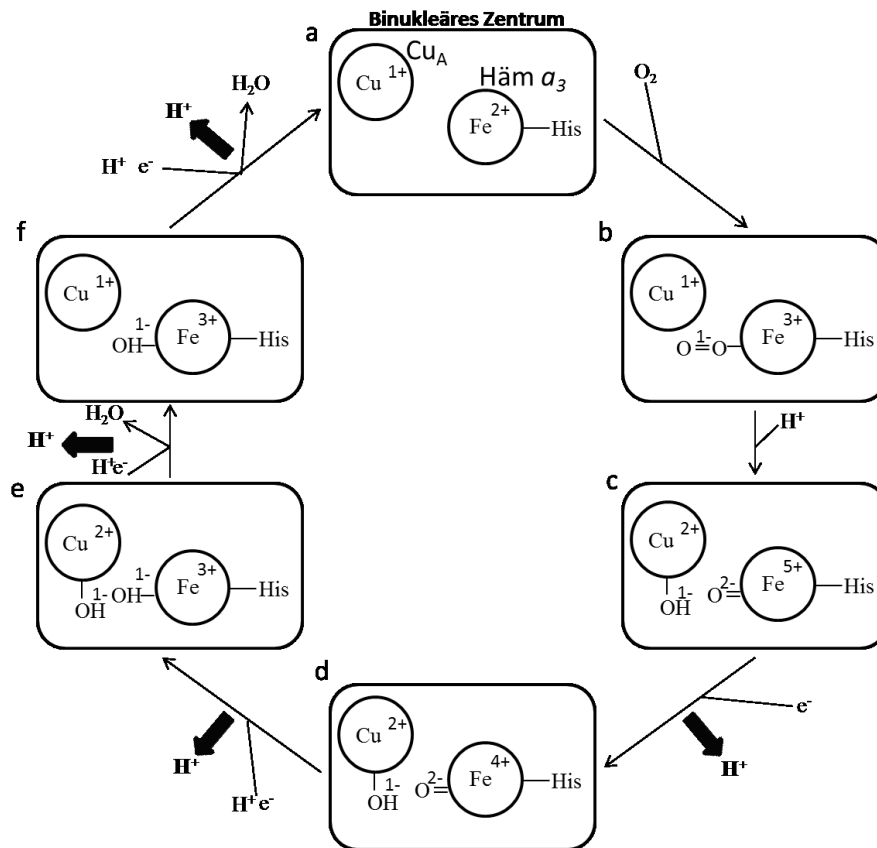 Binukleäres Zentrum
a
Cu 1+
CuA
Häm a3
Fe 2+
His
O2
b
Cu 1+
O≡O 1-
Fe 3+
His
H+
c
Cu 2+
1-
OH
O 2-
Fe 5+
His
e-
H+
d
Cu 2+
1-
OH
O 2-
Fe 4+
His
H+ e-
H+
e
Cu 2+
1-
OH
1-
OH
Fe 3+
His
H+ e-
H+
H2O
f
Cu 1+
1-
OH
Fe 3+
His
H+ e-
H+
H2O